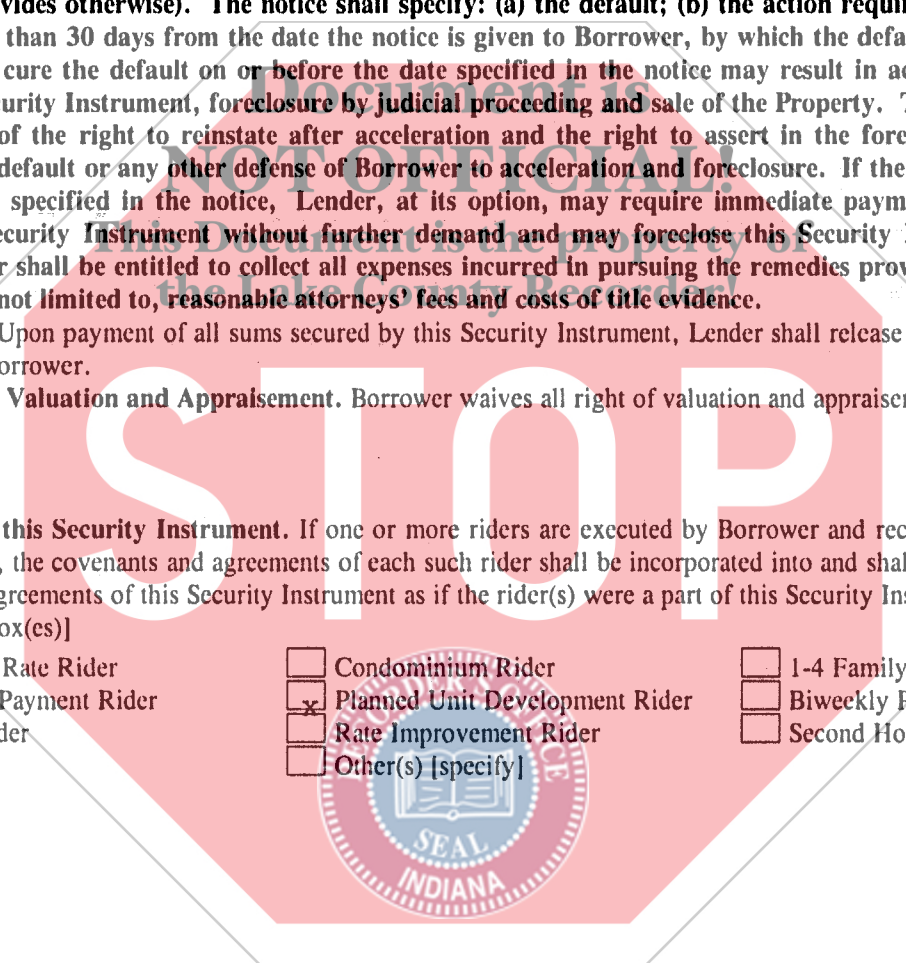 vides otherwise). The notice shall specify: (a) the default; (b) the action requi
than 30 days from the date the notice is given to Borrower, by which the defa
cure the default on or before the date specified in the notice may result in ac
curity Instrument, foreclosure by judicial proceeding and sale of the Property.
of the right to reinstate after acceleration and the right to assert in the fore
default or any other defense of Borrower to acceleration and foreclosure. If the
specified in the notice, Lender, at its option, may require immediate paym
ecurity Instrument without further demand and may foreclose this Security
r shall be entitled to collect all expenses incurred in pursuing the remedies prov
not limited to, reasonable attorneys' fees and costs of title evidence.
Upon payment of all sums secured by this Security Instrument, Lender shall release
orrower.
Valuation and Appraisement. Borrower waives all right of valuation and appraise
this Security Instrument. If one or more riders are executed by Borrower and rec
, the covenants and agreements of each such rider shall be incorporated into and shal
greements of this Security Instrument as if the rider(s) were a part of this Security Ins
ox(es)]
Rate Rider Condominium Rider 1-4 Family
Payment Rider x Planned Unit Development Rider Biweekly P
der Rate Improvement Rider Second Ho
Other(s) [specify]
Document is
NOT OFFICIAL!
This Document is the property of
the Lake County Recorder!
STOP
RECORDER'S OFFICE
SEAL
INDIANA